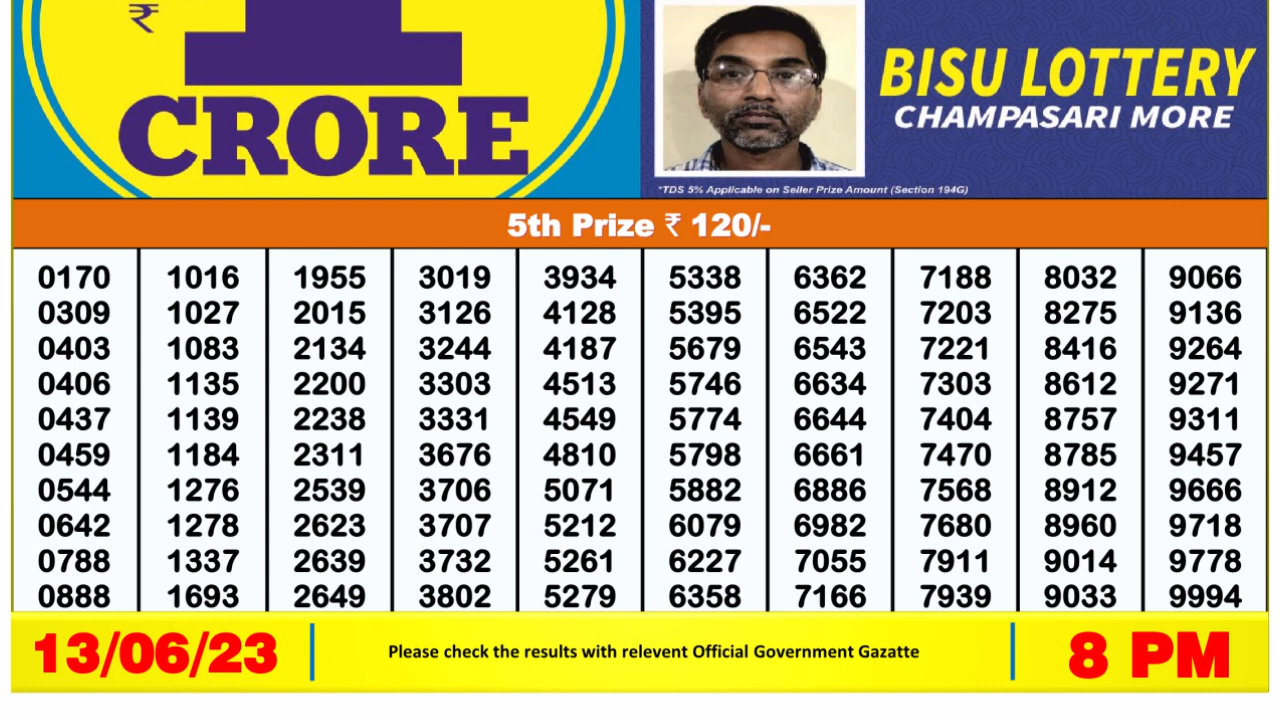 ₹ 1
CRORE
BISU LOTTERY
CHAMPASARI MORE
*TDS 5% Applicable on Seller Prize Amount (Section 194G)
5th Prize ₹ 120/-
0170 1016 1955 3019 3934 5338 6362 7188 8032 9066
0309 1027 2015 3126 4128 5395 6522 7203 8275 9136
0403 1083 2134 3244 4187 5679 6543 7221 8416 9264
0406 1135 2200 3303 4513 5746 6634 7303 8612 9271
0437 1139 2238 3331 4549 5774 6644 7404 8757 9311
0459 1184 2311 3676 4810 5798 6661 7470 8785 9457
0544 1276 2539 3706 5071 5882 6886 7568 8912 9666
0642 1278 2623 3707 5212 6079 6982 7680 8960 9718
0788 1337 2639 3732 5261 6227 7055 7911 9014 9778
0888 1693 2649 3802 5279 6358 7166 7939 9033 9994
13/06/23 Please check the results with relevent Official Government Gazatte 8 PM